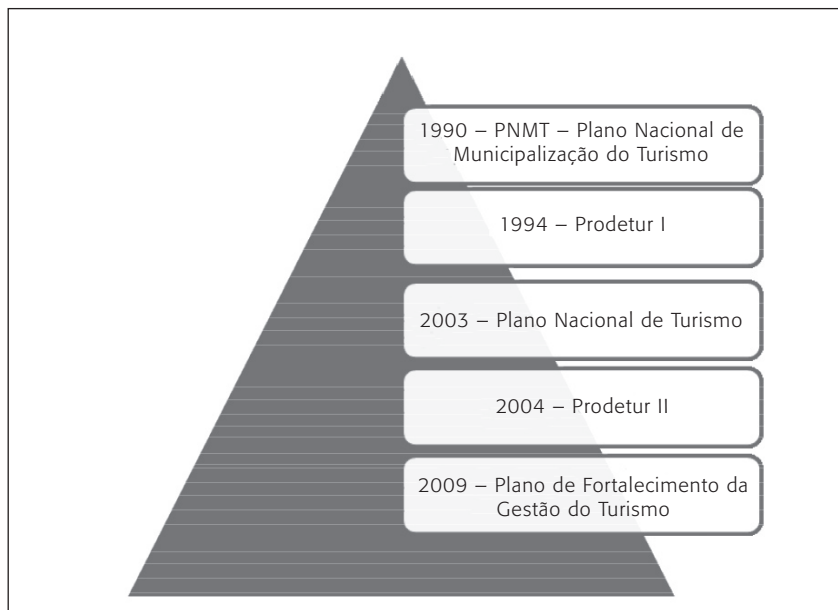 1990 – PNMT – Plano Nacional de
Municipalização do Turismo
1994 – Prodetur I
2003 – Plano Nacional de Turismo
2004 – Prodetur II
2009 – Plano de Fortalecimento da
Gestão do Turismo